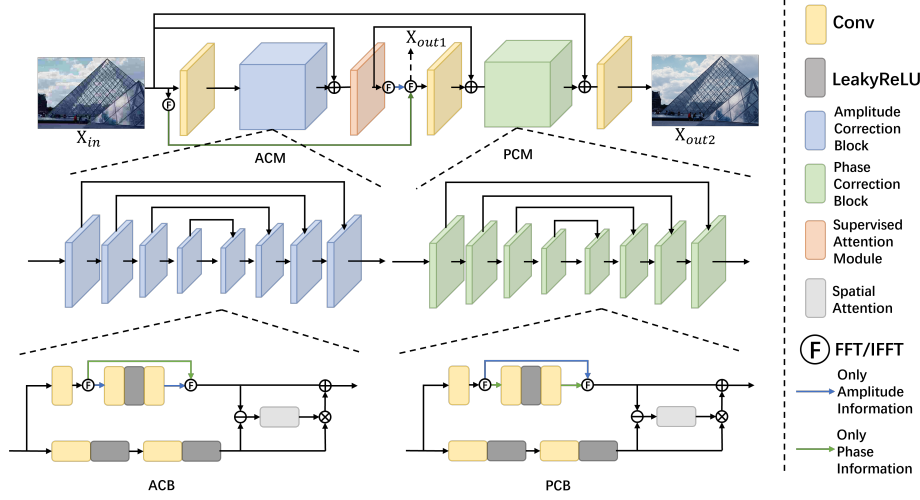 X_in
F
ACM
F
F
X_out1
PCM
X_out2
F
F
ACB
F
F
PCB
Conv
LeakyReLU
Amplitude
Correction
Block
Phase
Correction
Block
Supervised
Attention
Module
Spatial
Attention
F FFT/IFFT
Only
Amplitude
Information
Only
Phase
Information